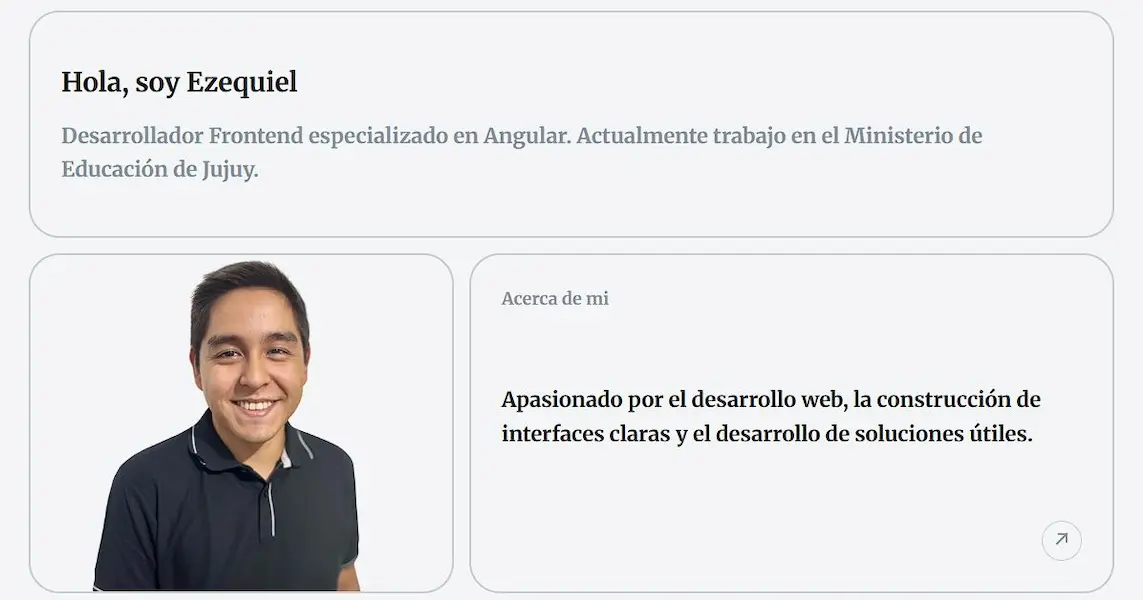 Hola, soy Ezequiel
Desarrollador Frontend especializado en Angular. Actualmente trabajo en el Ministerio de
Educación de Jujuy.
Acerca de mi
Apasionado por el desarrollo web, la construcción de
interfaces claras y el desarrollo de soluciones útiles.